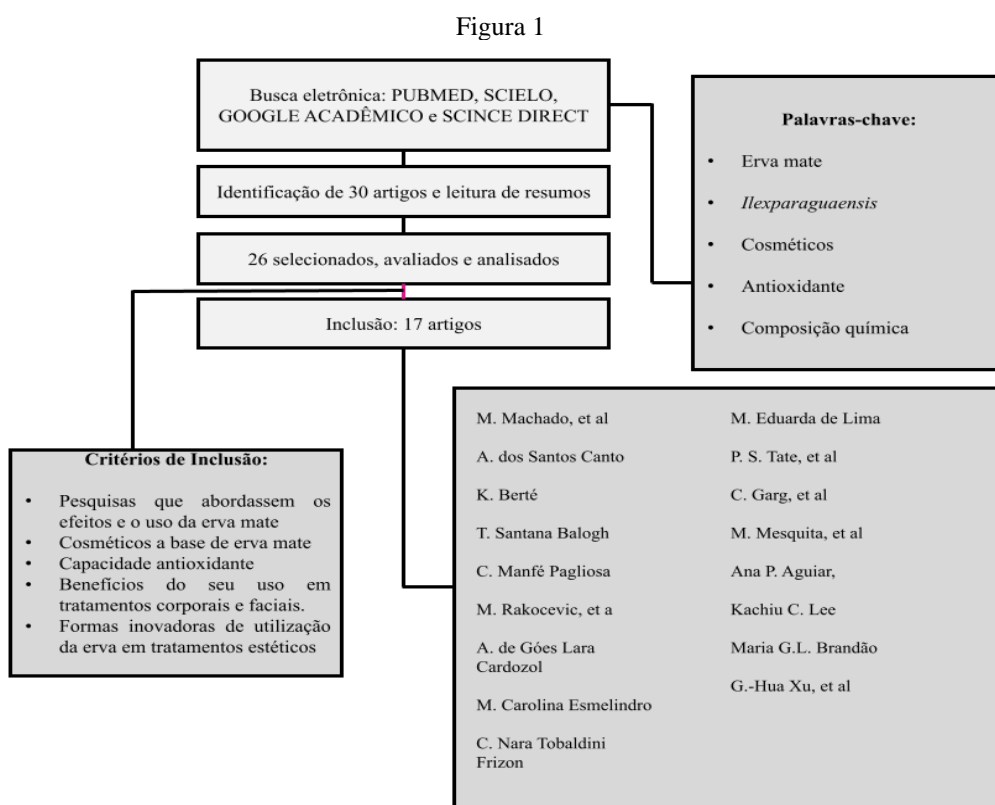 Figura 1
Busca eletrônica: PUBMED, SCIELO,
GOOGLE ACADÊMICO e SCINCE DIRECT
Identificação de 30 artigos e leitura de resumos
26 selecionados, avaliados e analisados
Inclusão: 17 artigos
Palavras-chave:
• Erva mate
• Ilexparaguaensis
• Cosméticos
• Antioxidante
• Composição química
Critérios de Inclusão:
• Pesquisas que abordassem os
efeitos e o uso da erva mate
• Cosméticos a base de erva mate
• Capacidade antioxidante
• Benefícios do seu uso em
tratamentos corporais e faciais.
• Formas inovadoras de utilização
da erva em tratamentos estéticos
M. Machado, et al
A. dos Santos Canto
K. Berté
T. Santana Balogh
C. Manfé Pagliosa
M. Rakocevic, et a
A. de Góes Lara
Cardozol
M. Carolina Esmelindro
C. Nara Tobaldini
Frizon
M. Eduarda de Lima
P. S. Tate, et al
C. Garg, et al
M. Mesquita, et al
Ana P. Aguiar,
Kachiu C. Lee
Maria G.L. Brandão
G.-Hua Xu, et al